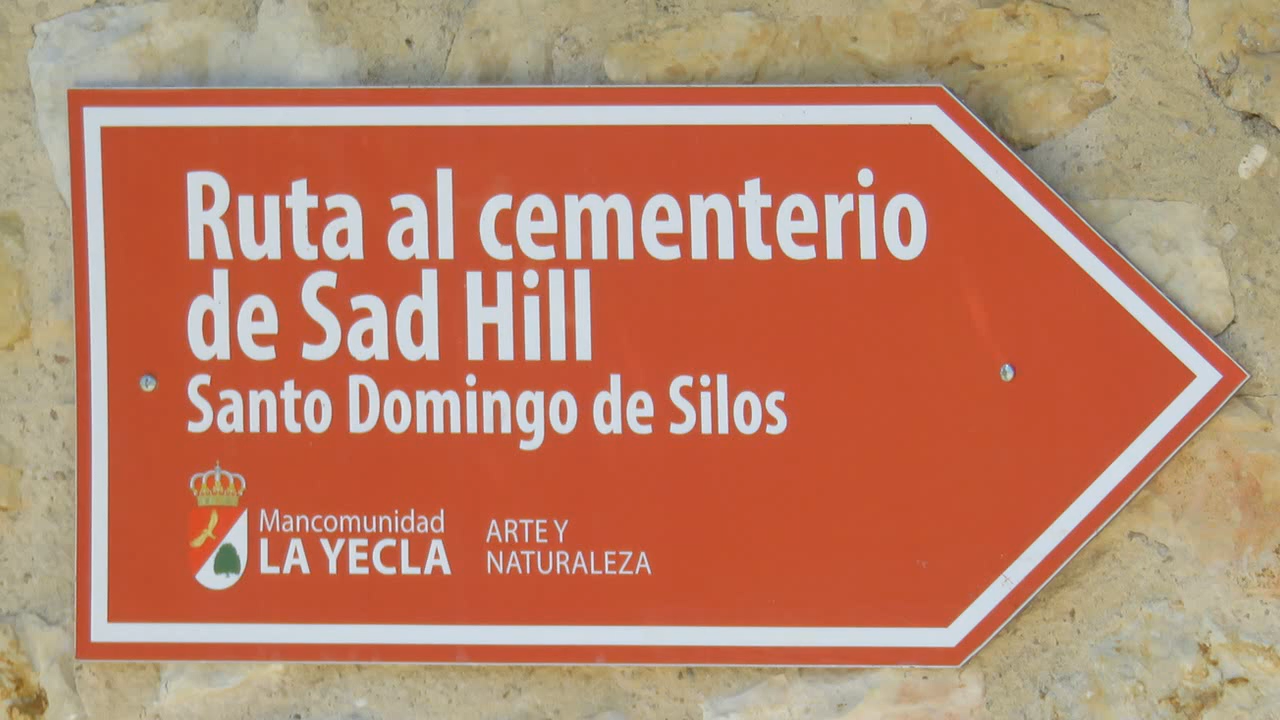 Ruta al cementerio
de Sad Hill
Santo Domingo de Silos
Mancomunidad
LA YECLA
ARTE Y
NATURALEZA